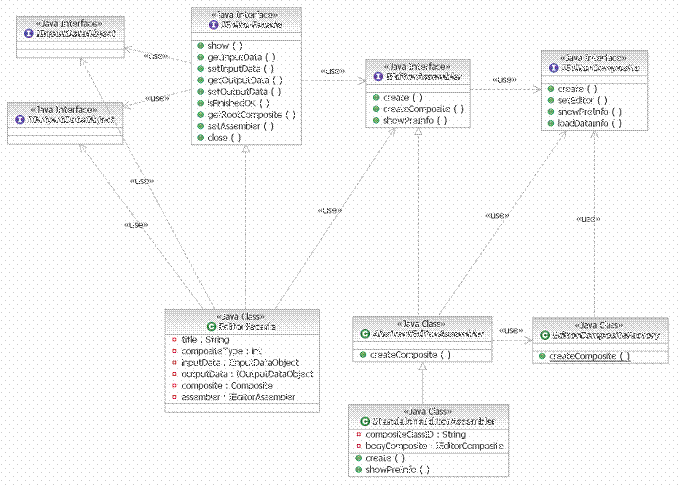 «Java Interface»
IInputDataObject
«Java Interface»
IOutputDataObject
«Java Interface»
IEditorFacade
show ( )
getInputData ( )
setInputData ( )
getOutputData ( )
setOutputData ( )
isFinishedOK ( )
getRootComposite ( )
setAssembler ( )
close ( )
«Java Interface»
IEditorAssembler
create ( )
createComposite ( )
showPreInfo ( )
«Java Interface»
IEditorComposite
create ( )
setEditor ( )
showPreInfo ( )
loadDataInfo ( )
«use»
«use»
«use»
«use»
«use»
«use»
«use»
«use»
«use»
«Java Class»
EditorFacade
title : String
compositeType : int
inputData : IInputDataObject
outputData : IOutputDataObject
composite : Composite
assembler : IEditorAssembler
«Java Class»
AbstractEditorAssembler
createComposite ( )
«use»
«Java Class»
EditorCompositeFactory
createComposite ( )
«Java Class»
StandaloneEditorAssembler
compositeClassID : String
bodyComposite : IEditorComposite
create ( )
showPreInfo ( )